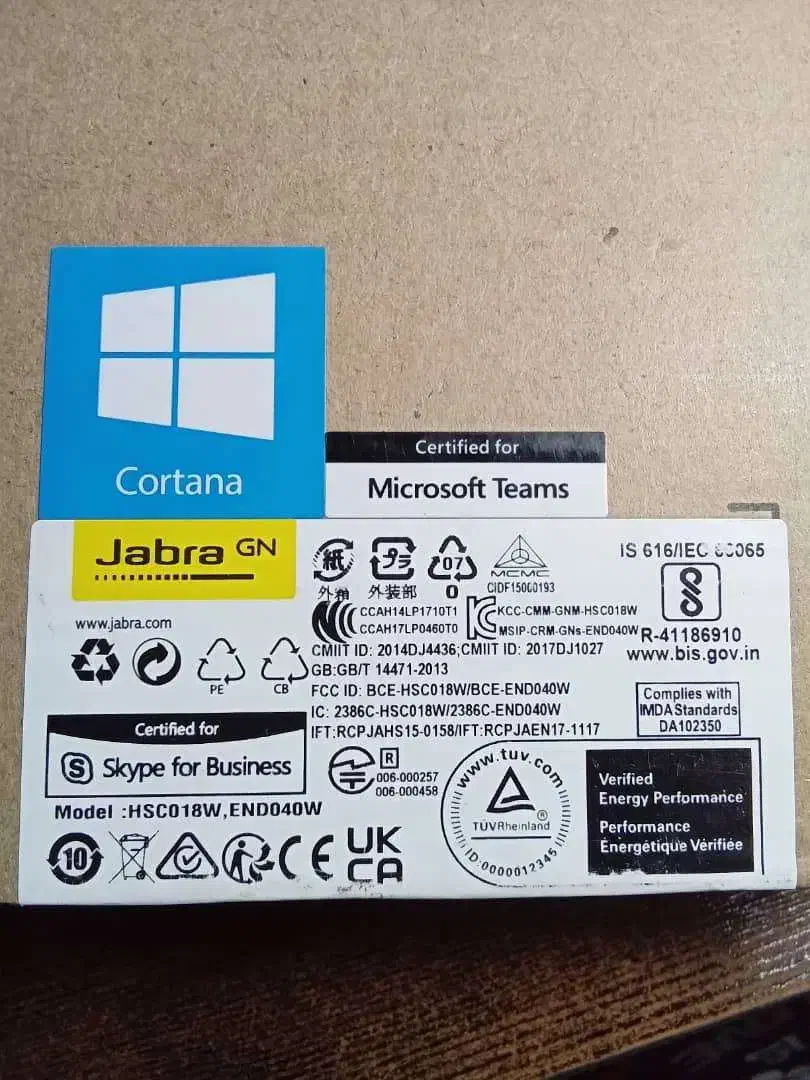 Cortana
Certified for
Microsoft Teams
Jabra GN
www.jabra.com
PE
CB
Certified for
Skype for Business
Model :HSC018W,END040W
10
紙
外箱
プラ
外装部
07
0
MCMC
CIDF15000193
CCAH14LP1710T1
CCAH17LP0460T0
KCC-CMM-GNM-HSC018W
MSIP-CRM-GNs-END040W
CMIIT ID: 2014DJ4436;CMIIT ID: 2017DJ1027
GB:GB/T 14471-2013
FCC ID: BCE-HSC018W/BCE-END040W
IC: 2386C-HSC018W/2386C-END040W
IFT:RCPJAHS15-0158/IFT:RCPJAEN17-1117
R
006-000257
006-000458
CE
UK
CA
IS 616/IEC
R-41186910
www.bis.gov.in
Complies with
IMDA Standards
DA102350
www.tuv.com
TÜVRheinland
®
ID:0000012345
Verified
Energy Performance
Performance
Énergétique Vérifiée